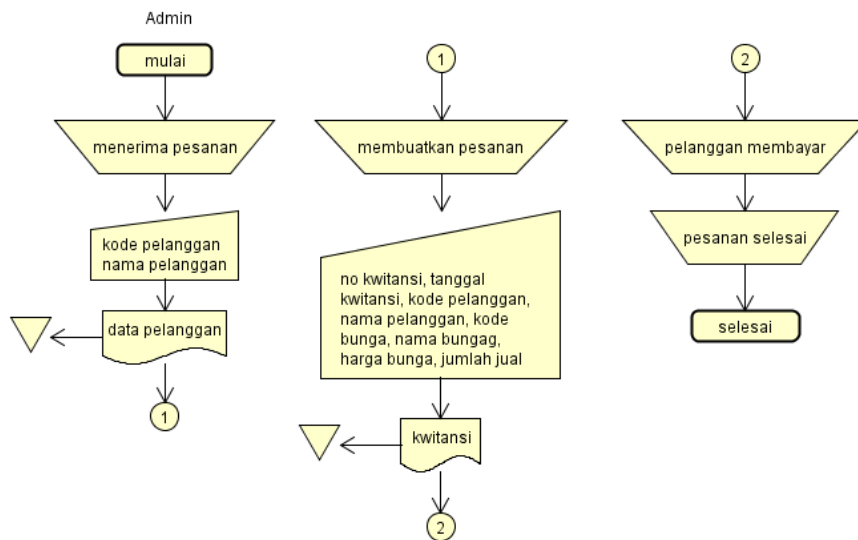 Admin
mulai
menerima pesanan
kode pelanggan
nama pelanggan
data pelanggan
1
1
membuatkan pesanan
no kwitansi, tanggal
kwitansi, kode pelanggan,
nama pelanggan, kode
bunga, nama bungag,
harga bunga, jumlah jual
kwitansi
2
2
pelanggan membayar
pesanan selesai
selesai